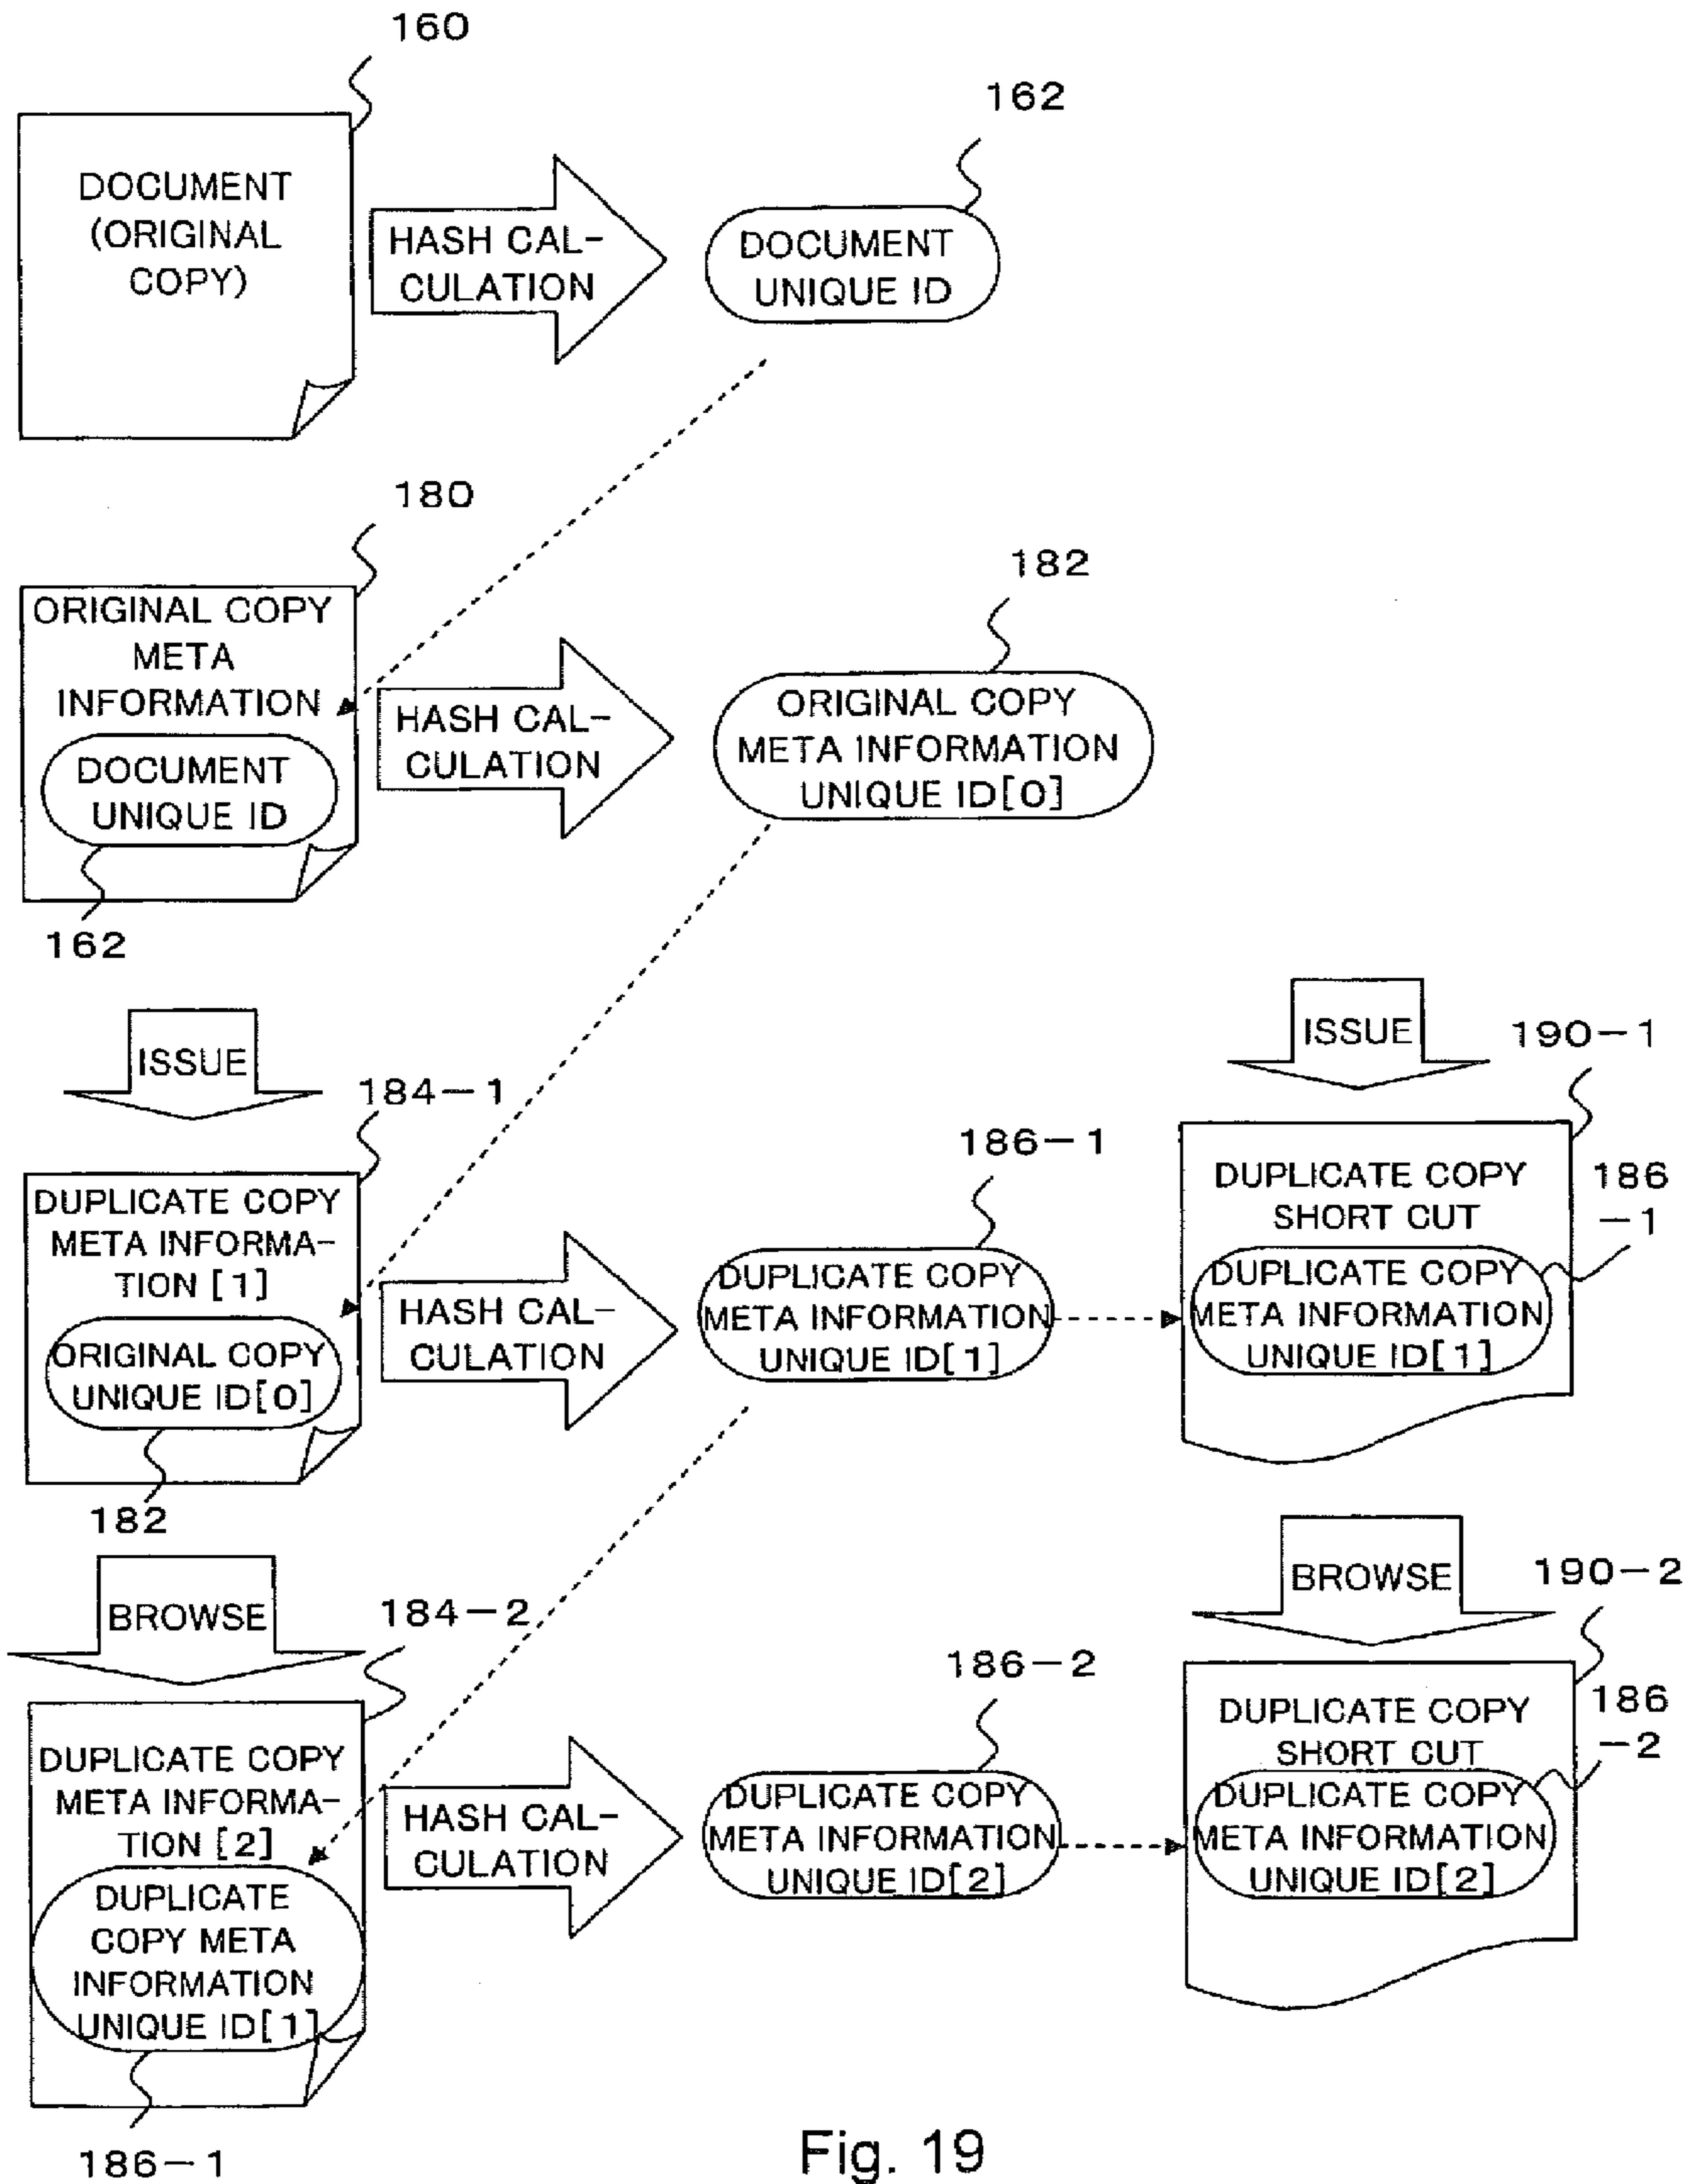 160
162
DOCUMENT
(ORIGINAL
COPY)
HASH CAL-
CULATION
DOCUMENT
UNIQUE ID
180
182
ORIGINAL COPY
META
INFORMATION
DOCUMENT
UNIQUE ID
162
HASH CAL-
CULATION
ORIGINAL COPY
META INFORMATION
UNIQUE ID[0]
ISSUE
ISSUE
184-1
186-1
190-1
186
-1
DUPLICATE COPY
META INFORMA-
TION [1]
ORIGINAL COPY
UNIQUE ID[0]
182
HASH CAL-
CULATION
DUPLICATE COPY
META INFORMATION
UNIQUE ID[1]
DUPLICATE COPY
SHORT CUT
DUPLICATE COPY
META INFORMATION
UNIQUE ID[1]
BROWSE
BROWSE
184-2
186-2
190-2
186
-2
DUPLICATE COPY
META INFORMA-
TION [2]
DUPLICATE
COPY META
INFORMATION
UNIQUE ID[1]
186-1
HASH CAL-
CULATION
DUPLICATE COPY
META INFORMATION
UNIQUE ID[2]
DUPLICATE COPY
SHORT CUT
DUPLICATE COPY
META INFORMATION
UNIQUE ID[2]
Fig. 19